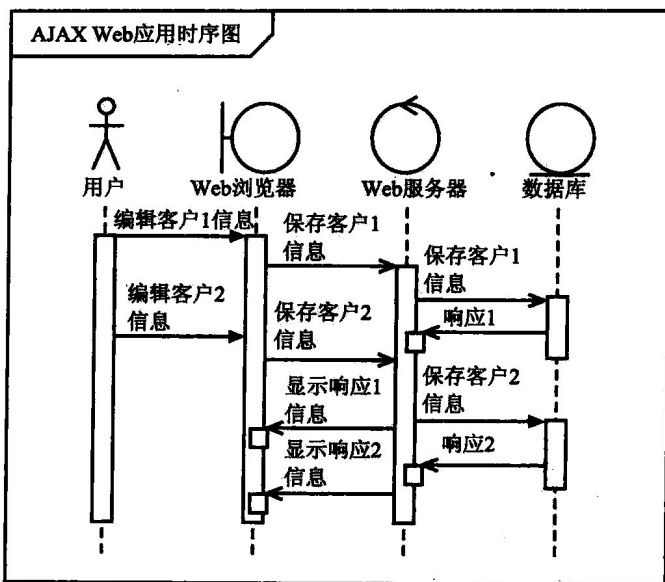 AJAX Web应用时序图
用户
Web浏览器
Web服务器
数据库
编辑客户1信息
保存客户1
信息
保存客户1
信息
编辑客户2
信息
保存客户2
信息
响应1
显示响应1
信息
保存客户2
信息
显示响应2
信息
响应2